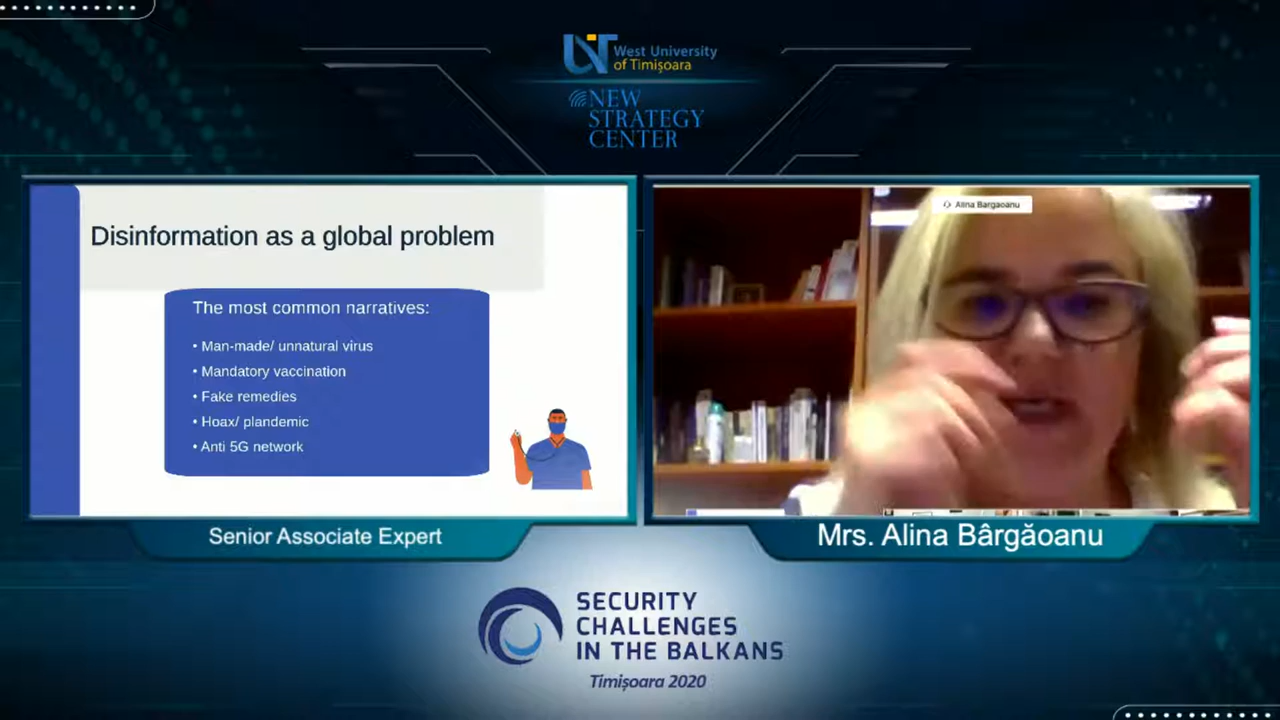 West University
of Timișoara
NEW
STRATEGY
CENTER
Disinformation as a global problem
The most common narratives:
• Man-made/ unnatural virus
• Mandatory vaccination
• Fake remedies
• Hoax/ plandemic
• Anti 5G network
Alina Bargaoanu
Senior Associate Expert
Mrs. Alina Bârgăoanu
SECURITY
CHALLENGES
IN THE BALKANS
Timișoara 2020